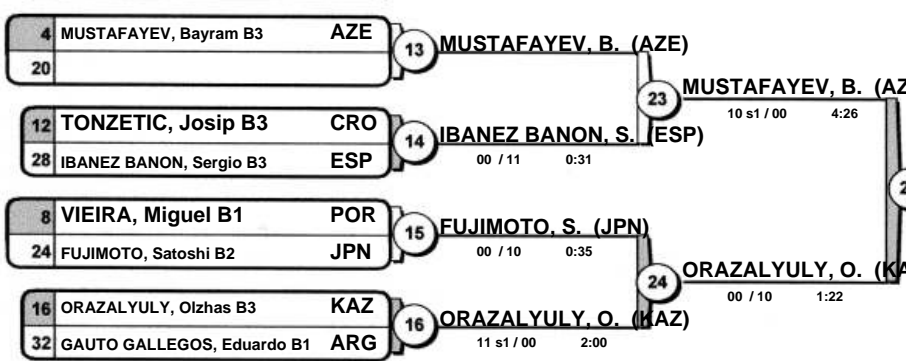 4 MUSTAFAYEV, Bayram B3 AZE
20
13 MUSTAFAYEV, B. (AZE)
12 TONZETIC, Josip B3 CRO
28 IBANEZ BANON, Sergio B3 ESP
14 IBANEZ BANON, S. (ESP)
00 / 11 0:31
23 MUSTAFAYEV, B. (AZ
10 s1 / 00 4:26
8 VIEIRA, Miguel B1 POR
24 FUJIMOTO, Satoshi B2 JPN
15 FUJIMOTO, S. (JPN)
00 / 10 0:35
16 ORAZALYULY, Olzhas B3 KAZ
32 GAUTO GALLEGOS, Eduardo B1 ARG
16 ORAZALYULY, O. (KAZ)
11 s1 / 00 2:00
24 ORAZALYULY, O. (KA
00 / 10 1:22
2